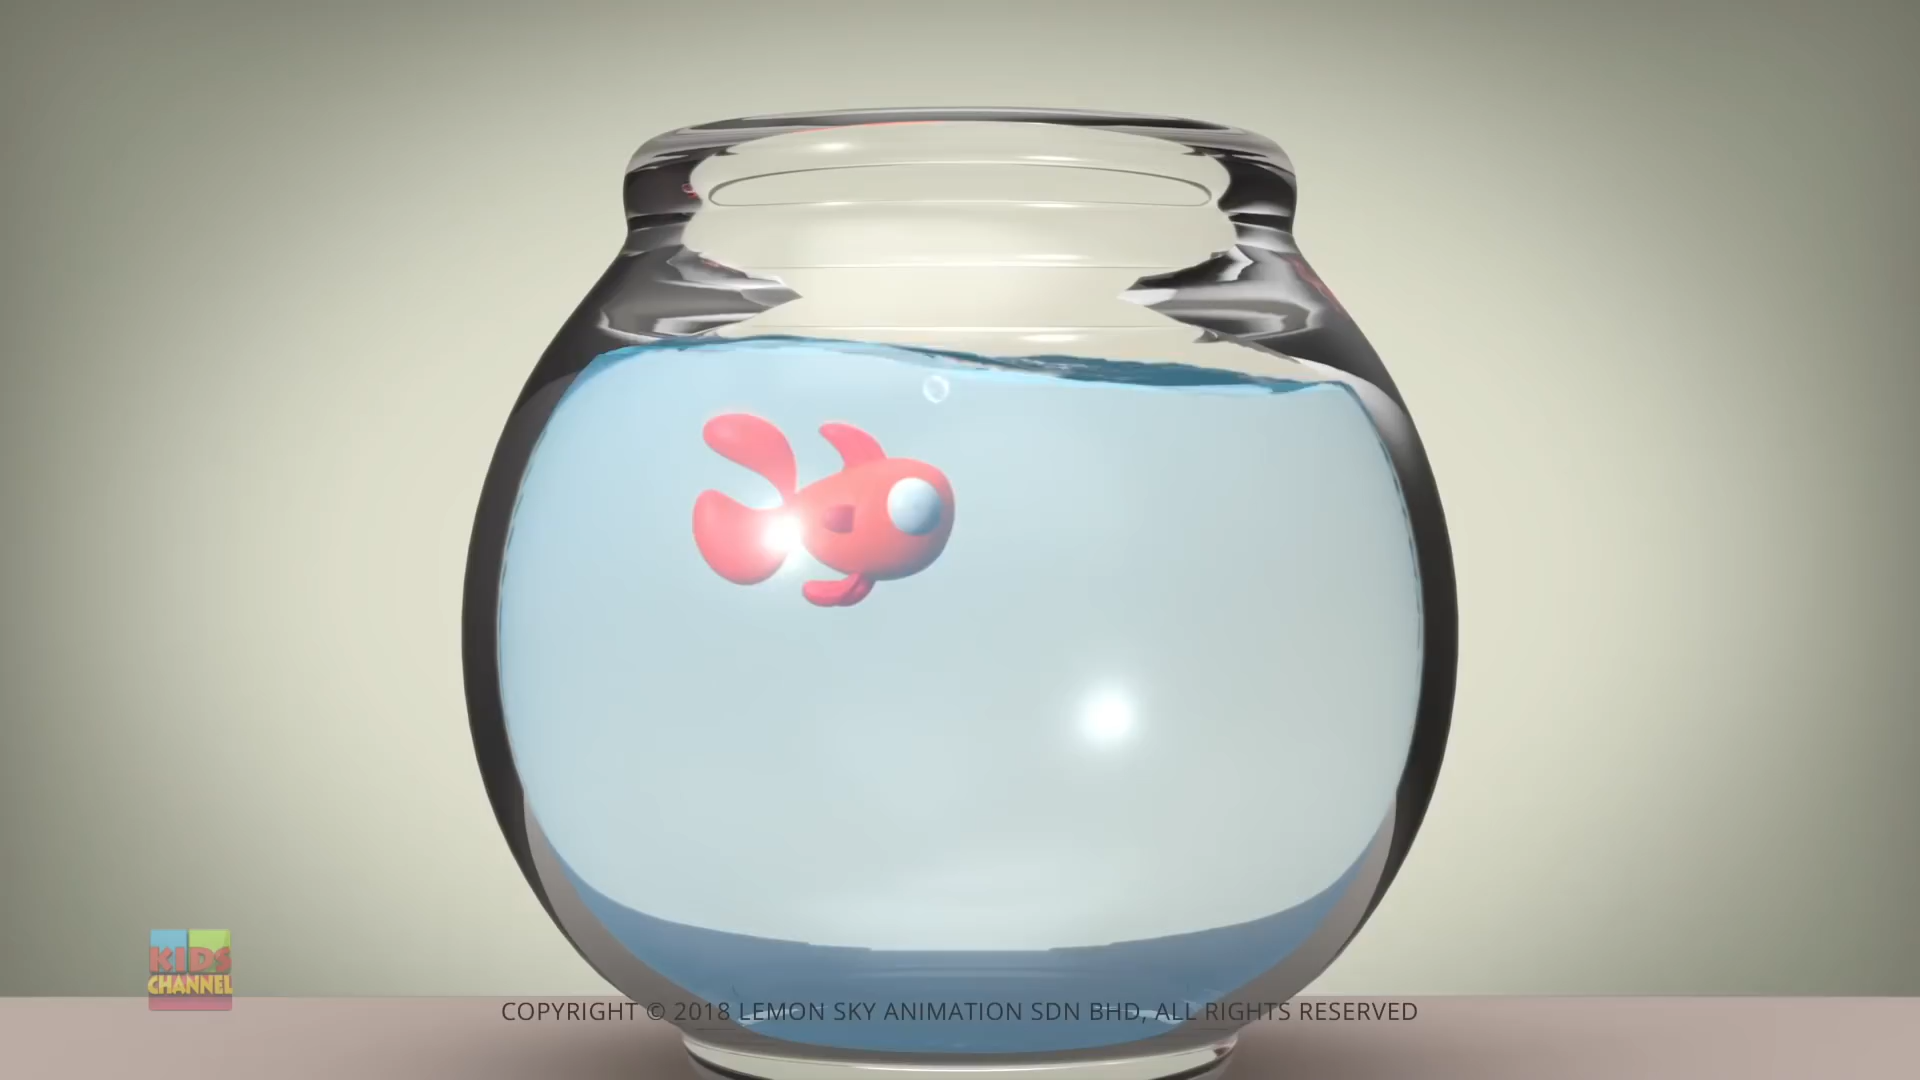 KIDS
CHANNEL
COPYRIGHT © 2018 LEMON SKY ANIMATION SDN BHD, ALL RIGHTS RESERVED